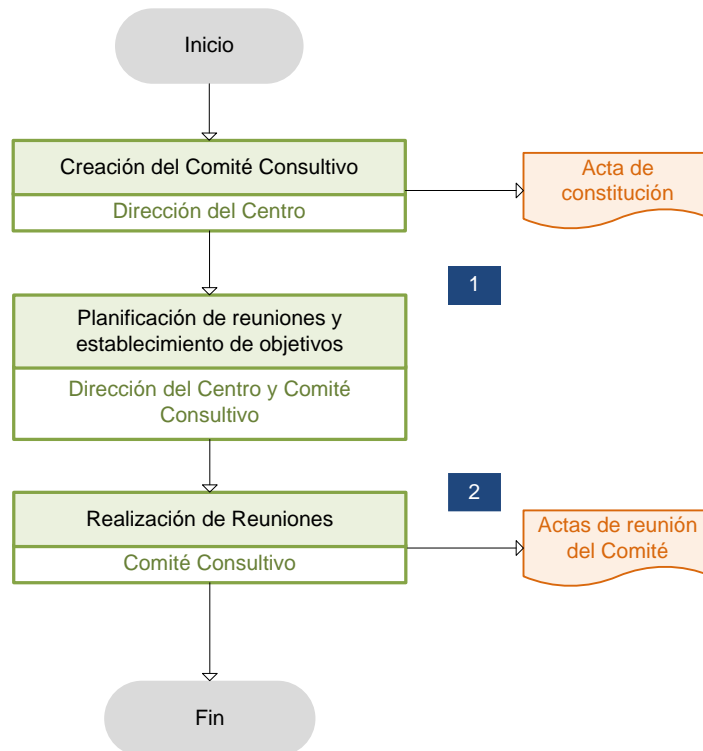 Inicio
Creación del Comité Consultivo
Dirección del Centro
Acta de
constitución
1
Planificación de reuniones y
establecimiento de objetivos
Dirección del Centro y Comité
Consultivo
2
Realización de Reuniones
Comité Consultivo
Actas de reunión
del Comité
Fin